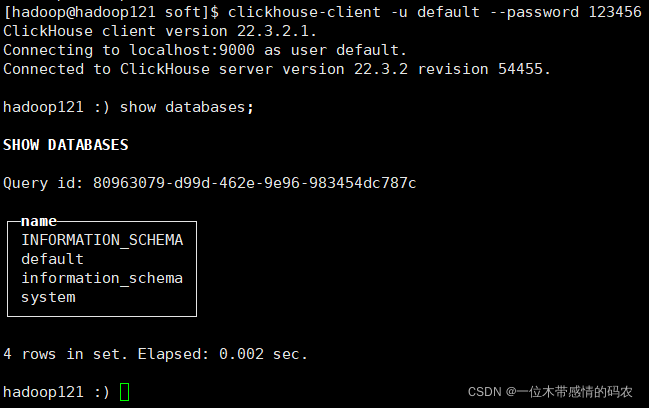 [hadoop@hadoop121 soft]$ clickhouse-client -u default --password 123456
ClickHouse client version 22.3.2.1.
Connecting to localhost:9000 as user default.
Connected to ClickHouse server version 22.3.2 revision 54455.
hadoop121 :) show databases;
SHOW DATABASES
Query id: 80963079-d99d-462e-9e96-983454dc787c
name
INFORMATION_SCHEMA
default
information_schema
system
4 rows in set. Elapsed: 0.002 sec.
hadoop121 :)
CSDN @一位木带感情的码农